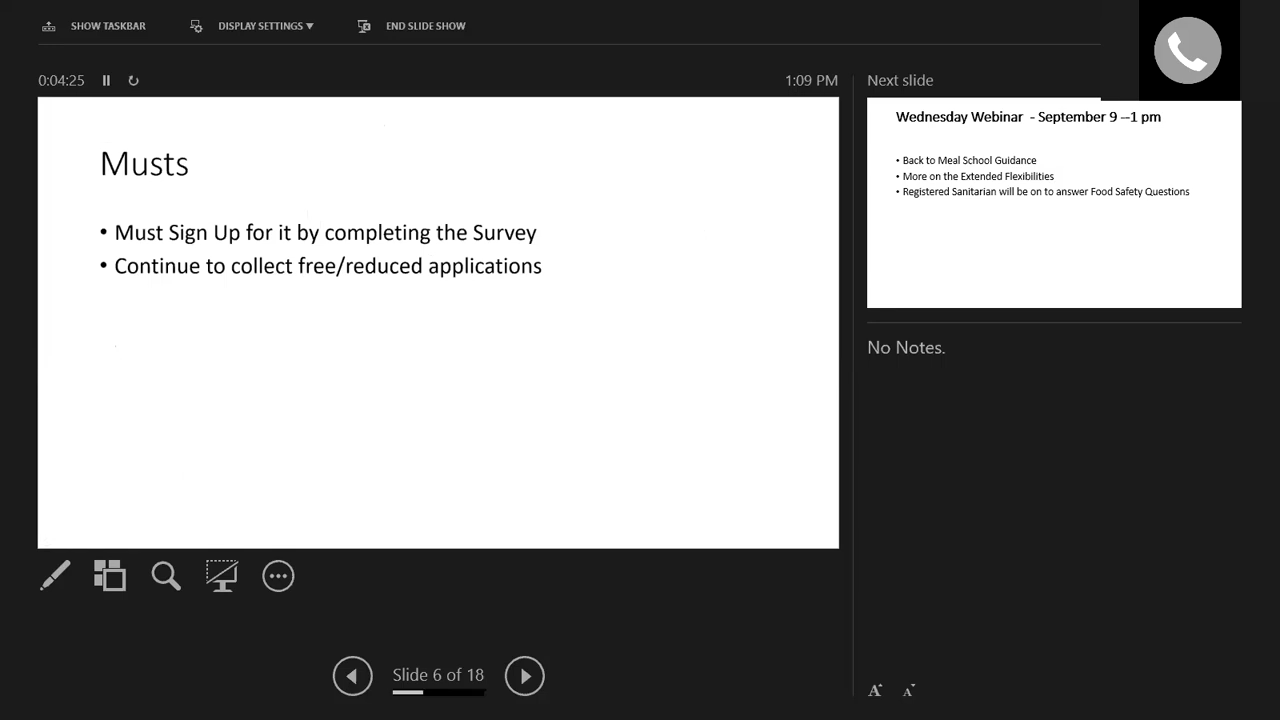 SHOW TASKBAR
DISPLAY SETTINGS
END SLIDE SHOW
0:04:25
1:09 PM
Next slide
Musts
• Must Sign Up for it by completing the Survey
• Continue to collect free/reduced applications
Wednesday Webinar - September 9 --1 pm
• Back to Meal School Guidance
• More on the Extended Flexibilities
• Registered Sanitarian will be on to answer Food Safety Questions
No Notes.
Slide 6 of 18
A A